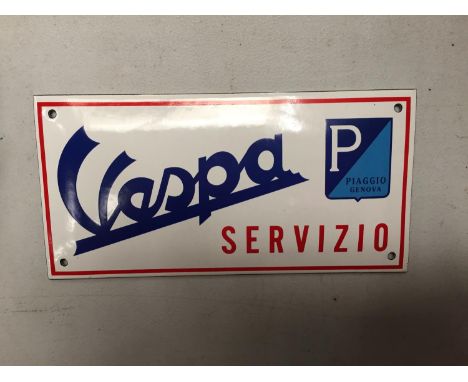 Vespa
P
PIAGGIO
GENOVA
SERVIZIO